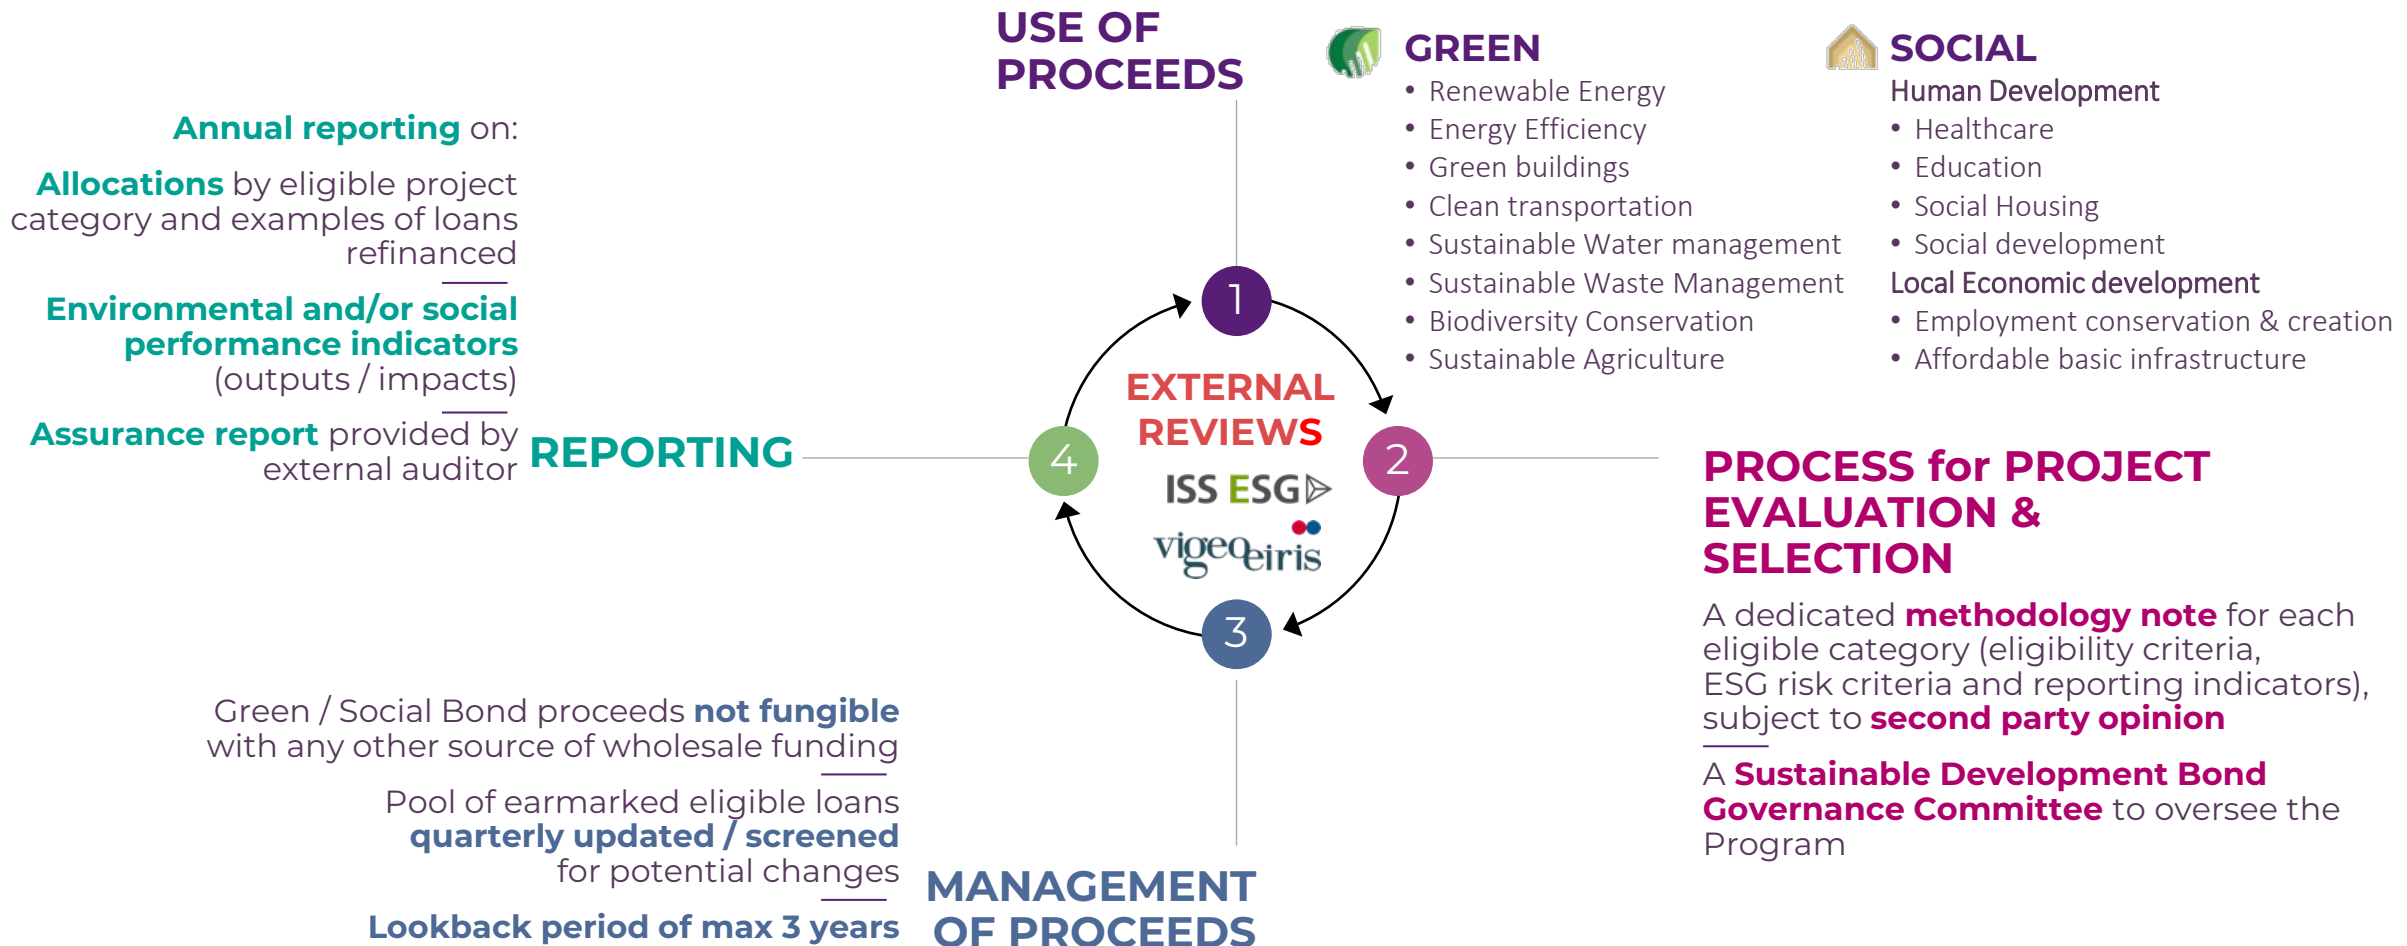 USE OF
PROCEEDS
GREEN
• Renewable Energy
• Energy Efficiency
• Green buildings
• Clean transportation
• Sustainable Water management
• Sustainable Waste Management
• Biodiversity Conservation
• Sustainable Agriculture
SOCIAL
Human Development
• Healthcare
• Education
• Social Housing
• Social development
Local Economic development
• Employment conservation & creation
• Affordable basic infrastructure
Annual reporting on:
Allocations by eligible project
category and examples of loans
refinanced
Environmental and/or social
performance indicators
(outputs / impacts)
Assurance report provided by
external auditor
REPORTING
1
2
3
4
EXTERNAL
REVIEWS
ISS ESG
vigeoeiris
PROCESS for PROJECT
EVALUATION &
SELECTION
A dedicated methodology note for each
eligible category (eligibility criteria,
ESG risk criteria and reporting indicators),
subject to second party opinion
A Sustainable Development Bond
Governance Committee to oversee the
Program
Green / Social Bond proceeds not fungible
with any other source of wholesale funding
Pool of earmarked eligible loans
quarterly updated / screened
for potential changes
Lookback period of max 3 years
MANAGEMENT
OF PROCEEDS